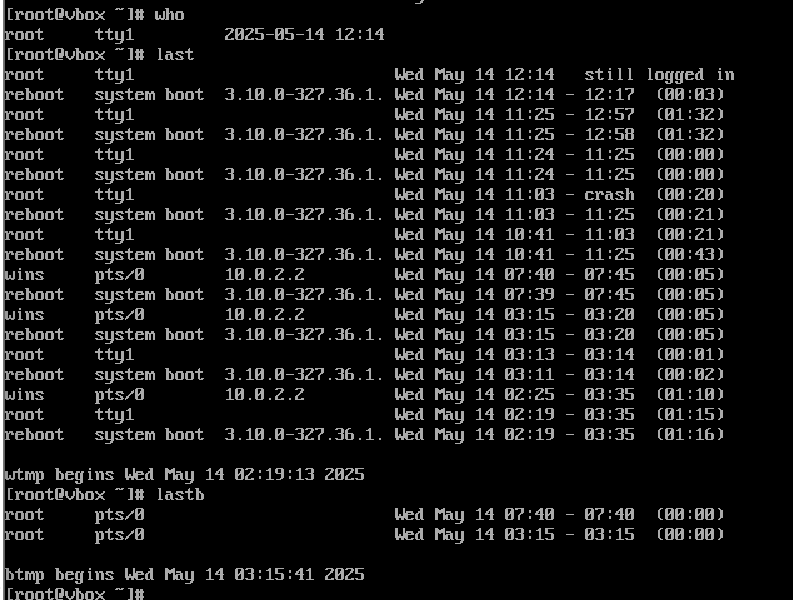 [root@vbox ~]# who
root     tty1         2025-05-14 12:14
[root@vbox ~]# last
root     tty1                          Wed May 14 12:14   still logged in
reboot   system boot  3.10.0-327.36.1. Wed May 14 12:14 - 12:17  (00:03)
root     tty1                          Wed May 14 11:25 - 12:57  (01:32)
reboot   system boot  3.10.0-327.36.1. Wed May 14 11:25 - 12:58  (01:32)
root     tty1                          Wed May 14 11:24 - 11:25  (00:00)
reboot   system boot  3.10.0-327.36.1. Wed May 14 11:24 - 11:25  (00:00)
root     tty1                          Wed May 14 11:03 - crash  (00:20)
reboot   system boot  3.10.0-327.36.1. Wed May 14 11:03 - 11:25  (00:21)
root     tty1                          Wed May 14 10:41 - 11:03  (00:21)
reboot   system boot  3.10.0-327.36.1. Wed May 14 10:41 - 11:25  (00:43)
wins     pts/0        10.0.2.2         Wed May 14 07:40 - 07:45  (00:05)
reboot   system boot  3.10.0-327.36.1. Wed May 14 07:39 - 07:45  (00:05)
wins     pts/0        10.0.2.2         Wed May 14 03:15 - 03:20  (00:05)
reboot   system boot  3.10.0-327.36.1. Wed May 14 03:15 - 03:20  (00:05)
root     tty1                          Wed May 14 03:13 - 03:14  (00:01)
reboot   system boot  3.10.0-327.36.1. Wed May 14 03:11 - 03:14  (00:02)
wins     pts/0        10.0.2.2         Wed May 14 02:25 - 03:35  (01:10)
root     tty1                          Wed May 14 02:19 - 03:35  (01:15)
reboot   system boot  3.10.0-327.36.1. Wed May 14 02:19 - 03:35  (01:16)

wtmp begins Wed May 14 02:19:13 2025
[root@vbox ~]# lastb
root     pts/0                         Wed May 14 07:40 - 07:40  (00:00)
root     pts/0                         Wed May 14 03:15 - 03:15  (00:00)

btmp begins Wed May 14 03:15:41 2025
[root@vbox ~]#